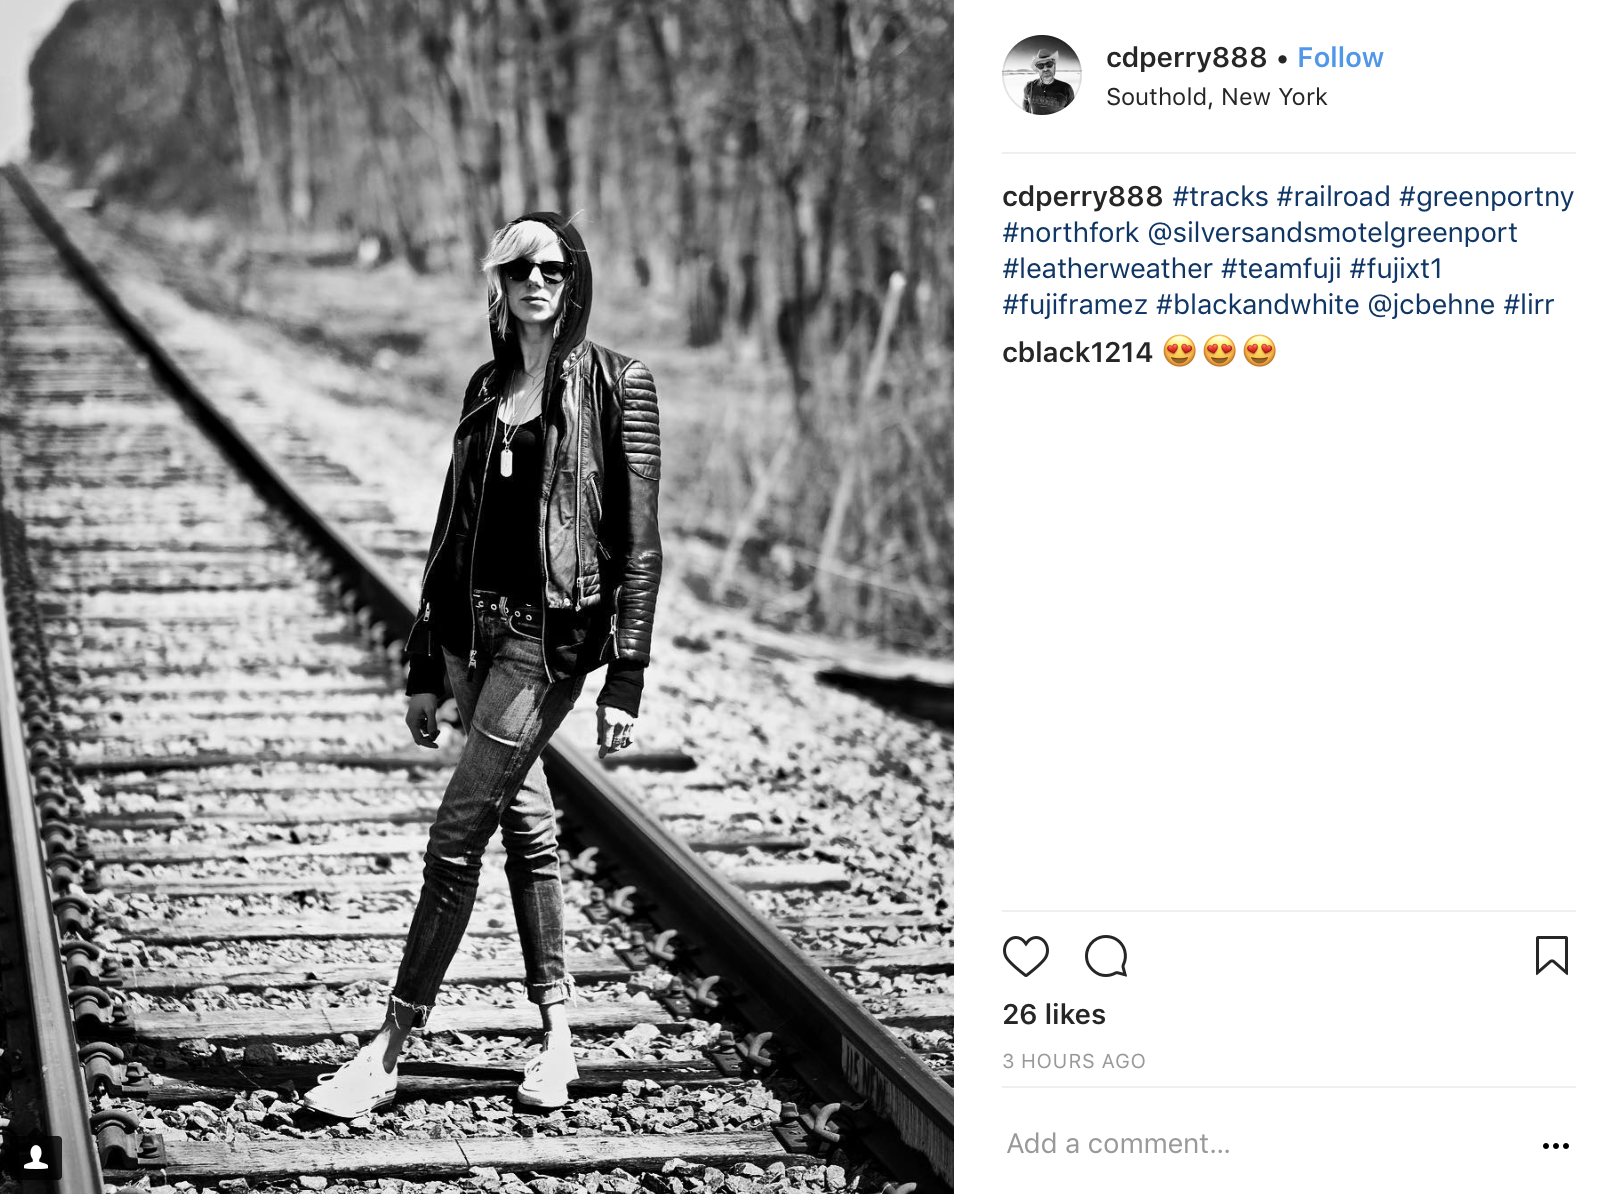 cdperry888 • Follow
Southold, New York
cdperry888 #tracks #railroad #greenportny
#northfork @silversandsmotelgreenport
#leatherweather #teamfuji #fujixt1
#fujiframez #blackandwhite @jcbehne #lirr
cblack1214 😍😍😍
26 likes
3 HOURS AGO
Add a comment...